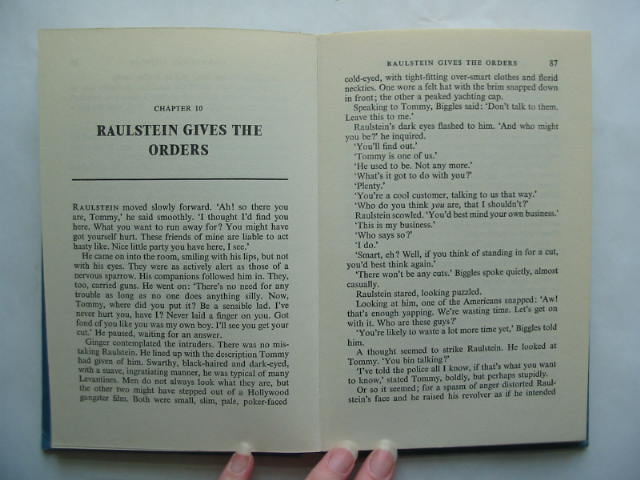 CHAPTER 10
RAULSTEIN GIVES THE
ORDERS
RAULSTEIN moved slowly forward. 'Ah! so there you
are, Tommy,' he said smoothly. 'I thought I'd find you
here. What you want to run away for? You might have
got yourself hurt. These friends of mine are liable to act
hasty like. Nice little party you have here, I see.'
He came on into the room, smiling with his lips, but not
with his eyes. They were as actively alert as those of a
nervous sparrow. His companions followed him in. They,
too, carried guns. He went on: 'There's no need for any
trouble as long as no one does anything silly. Now,
Tommy, where did you put it? Be a sensible lad. I've
never hurt you, have I? Never laid a finger on you. Got
fond of you like you was my own boy. I'll see you get your
cut.' He paused, waiting for an answer.
Ginger contemplated the intruders. There was no mis-
taking Raulstein. He lined up with the description Tommy
had given of him. Swarthy, black-haired and dark-eyed,
with a suave, ingratiating manner, he was typical of many
Levantines. Men do not always look what they are, but
the other two might have stepped out of a Hollywood
gangster film. Both were small, slim, pale, poker-faced
RAULSTEIN GIVES THE ORDERS 87
cold-eyed, with tight-fitting over-smart clothes and florid
neckties. One wore a felt hat with the brim snapped down
in front; the other a peaked yachting cap.
Speaking to Tommy, Biggles said: 'Don't talk to them.
Leave this to me.'
Raulstein's dark eyes flashed to him. 'And who might
you be?' he inquired.
'You'll find out.'
'Tommy is one of us.'
'He used to be. Not any more.'
'What's it got to do with you?'
'Plenty.'
'You're a cool customer, talking to us that way.'
'Who do you think you are, that I shouldn't?'
Raulstein scowled. 'You'd best mind your own business.'
'This is my business.'
'Who says so?'
'I do.'
'Smart, eh? Well, if you think of standing in for a cut,
you'd best think again.'
'There won't be any cuts.' Biggles spoke quietly, almost
casually.
Raulstein stared, looking puzzled.
Looking at him, one of the Americans snapped: 'Aw!
that's enough yapping. We're wasting time. Let's get on
with it. Who are these guys?'
'You're likely to waste a lot more time yet,' Biggles told
him.
A thought seemed to strike Raulstein. He looked at
Tommy. 'You bin talking?'
'I've told the police all I know, if that's what you want
to know,' stated Tommy, boldly, but perhaps stupidly.
Or so it seemed; for a spasm of anger distorted Raul-
stein's face and he raised his revolver as if he intended